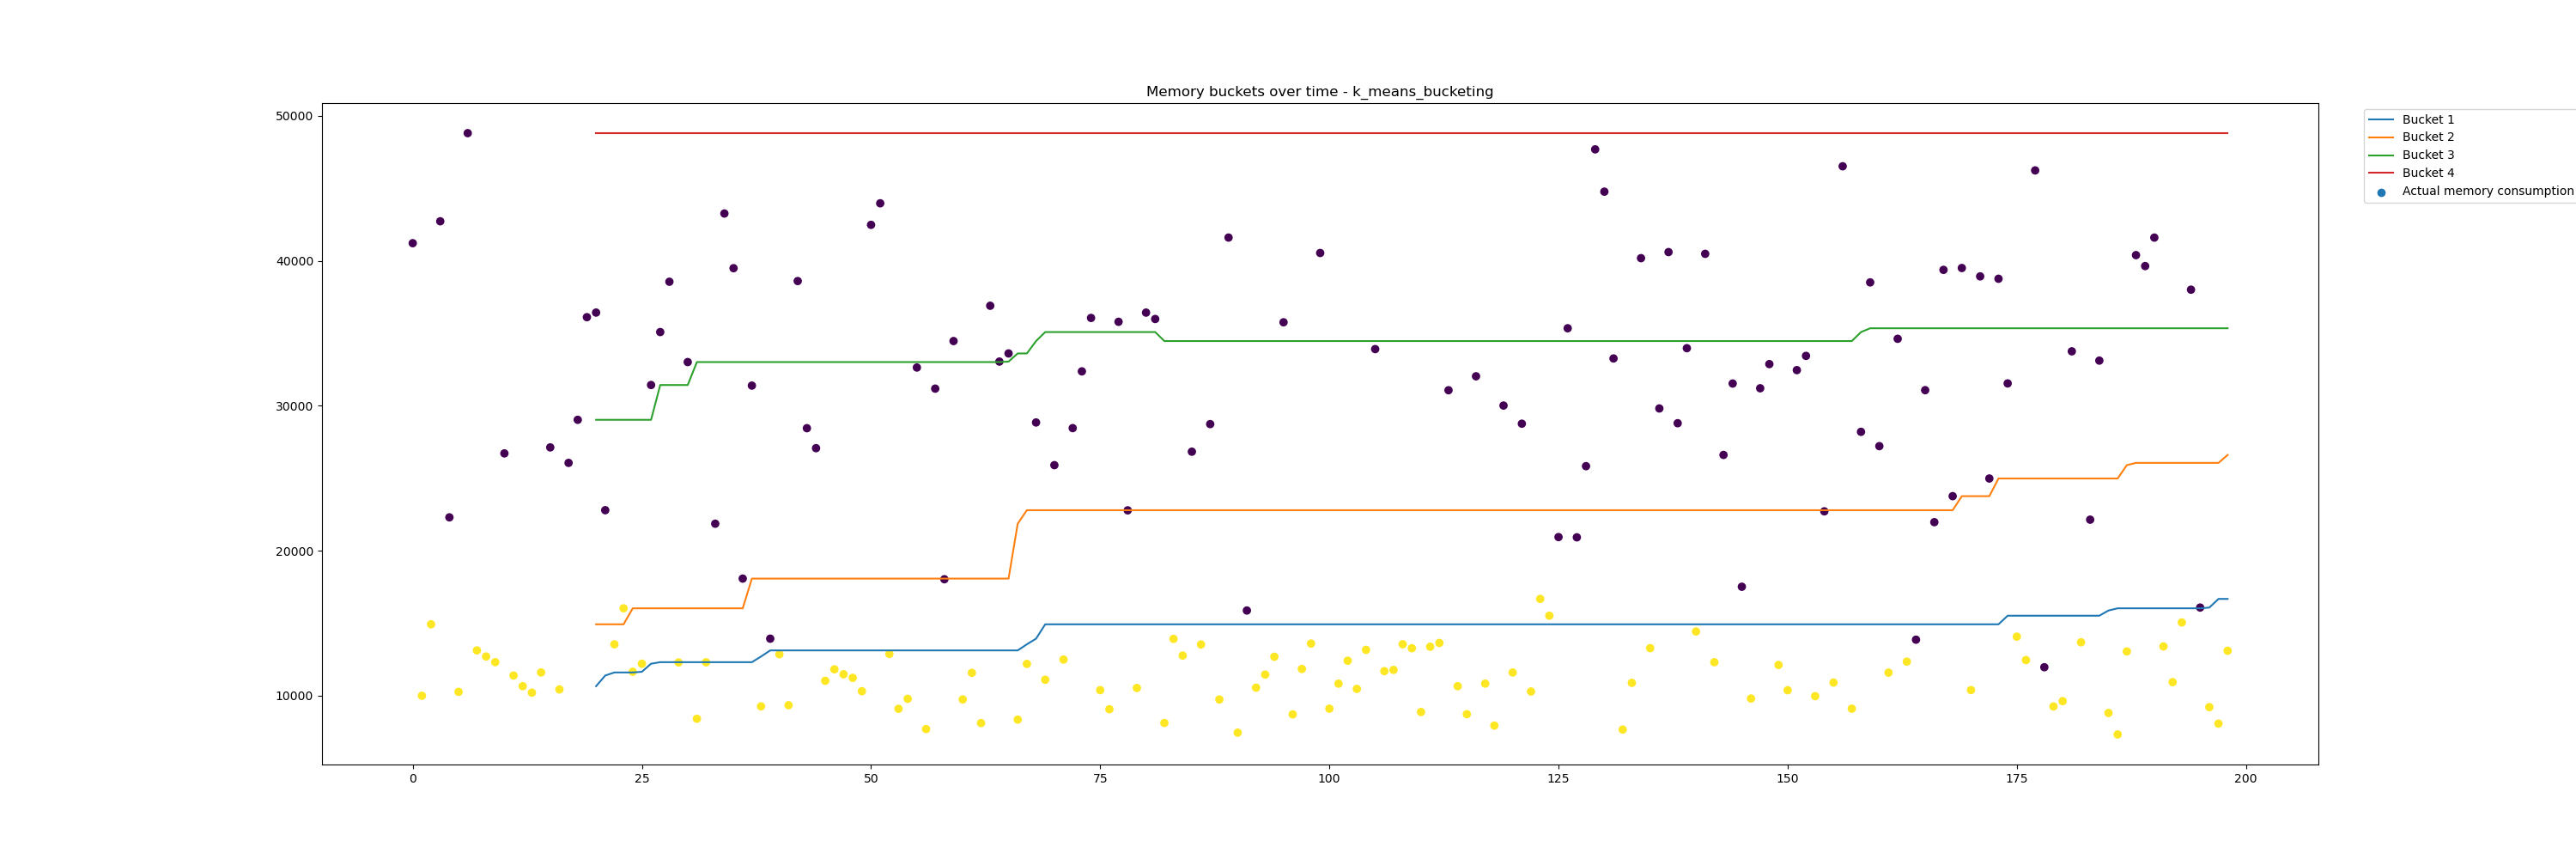 Memory buckets over time - k_means_bucketing
50000
40000
30000
20000
10000
0
25
50
75
100
125
150
175
200
Bucket 1
Bucket 2
Bucket 3
Bucket 4
Actual memory consumption